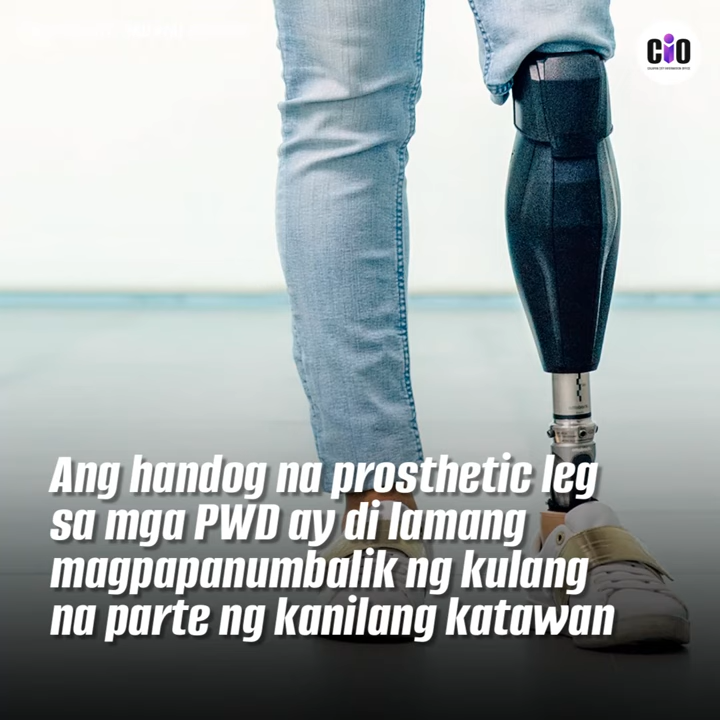 CiO
Ang handog na prosthetic leg
sa mga PWD ay di lamang
magpapanumbalik ng kulang
na parte ng kanilang katawan